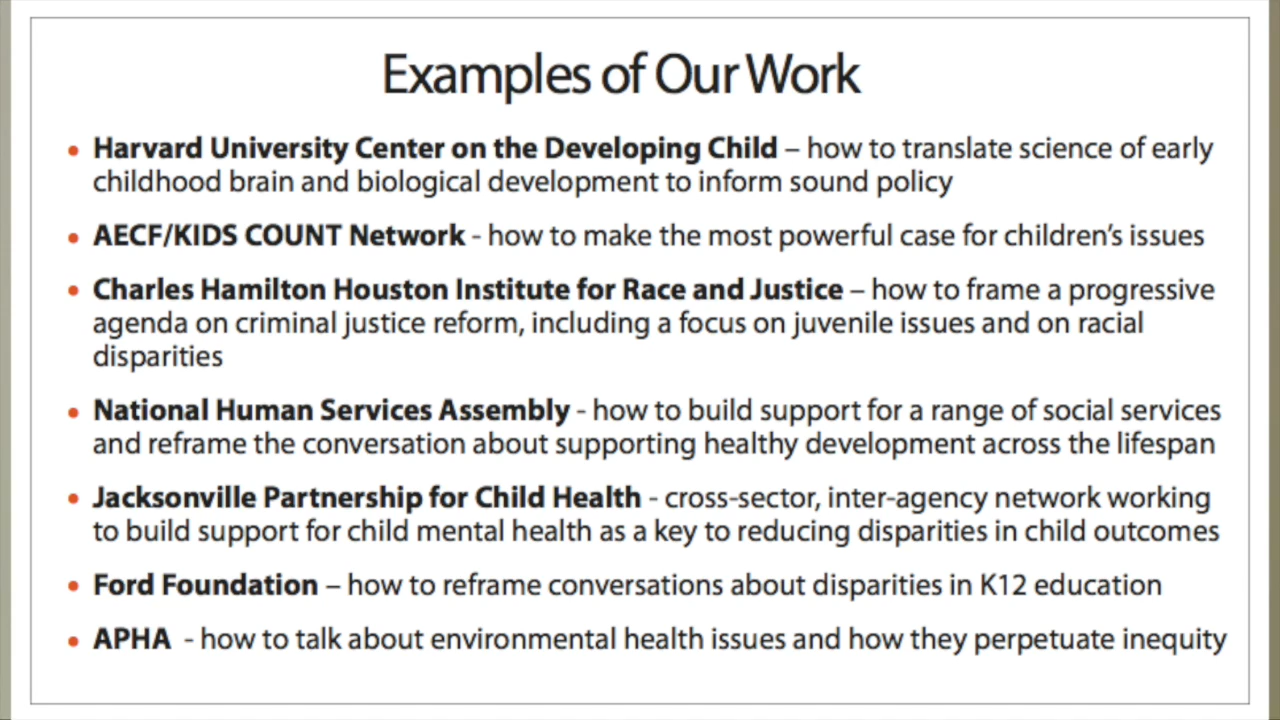 Examples of Our Work
• Harvard University Center on the Developing Child – how to translate science of early
childhood brain and biological development to inform sound policy
• AECF/KIDS COUNT Network - how to make the most powerful case for children’s issues
• Charles Hamilton Houston Institute for Race and Justice – how to frame a progressive
agenda on criminal justice reform, including a focus on juvenile issues and on racial
disparities
• National Human Services Assembly - how to build support for a range of social services
and reframe the conversation about supporting healthy development across the lifespan
• Jacksonville Partnership for Child Health - cross-sector, inter-agency network working
to build support for child mental health as a key to reducing disparities in child outcomes
• Ford Foundation – how to reframe conversations about disparities in K12 education
• APHA - how to talk about environmental health issues and how they perpetuate inequity